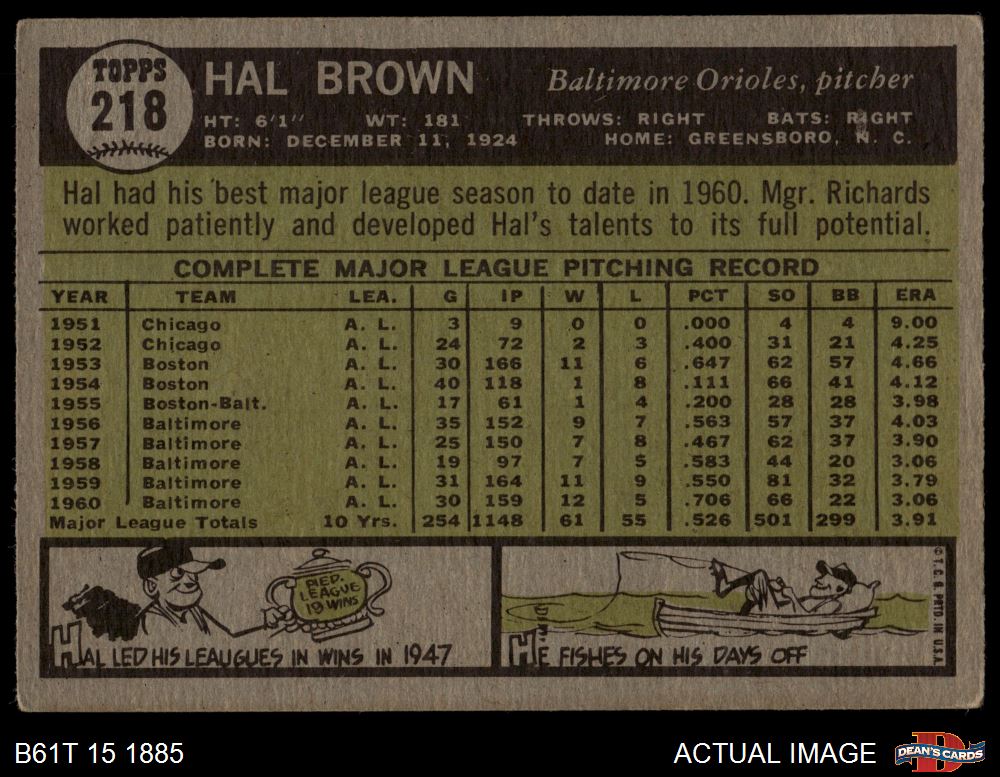 TOPPS
218
HAL BROWN
Baltimore Orioles, pitcher
HT: 6'1" WT: 181 THROWS: RIGHT BATS: RIGHT
BORN: DECEMBER 11, 1924 HOME: GREENSBORO, N. C.
Hal had his best major league season to date in 1960. Mgr. Richards
worked patiently and developed Hal's talents to its full potential.
COMPLETE MAJOR LEAGUE PITCHING RECORD
YEAR TEAM LEA. G IP W L PCT SO BB ERA
1951 Chicago A. L. 3 9 0 0 .000 4 4 9.00
1952 Chicago A. L. 24 72 2 3 .400 31 21 4.25
1953 Boston A. L. 30 166 11 6 .647 62 57 4.66
1954 Boston A. L. 40 118 1 8 .111 66 41 4.12
1955 Boston-Balt. A. L. 17 61 1 4 .200 28 28 3.98
1956 Baltimore A. L. 35 152 9 7 .563 57 37 4.03
1957 Baltimore A. L. 25 150 7 8 .467 62 37 3.90
1958 Baltimore A. L. 19 97 7 5 .583 44 20 3.06
1959 Baltimore A. L. 31 164 11 9 .550 81 32 3.79
1960 Baltimore A. L. 30 159 12 5 .706 66 22 3.06
Major League Totals 10 Yrs. 254 1148 61 55 .526 501 299 3.91
PIED.
LEAGUE
19 WINS
HAL LED HIS LEAUGUES IN WINS IN 1947
HE FISHES ON HIS DAYS OFF
© T. C. G. PRTD. IN U.S.A.
B61T 15 1885
ACTUAL IMAGE
DEAN'S CARDS